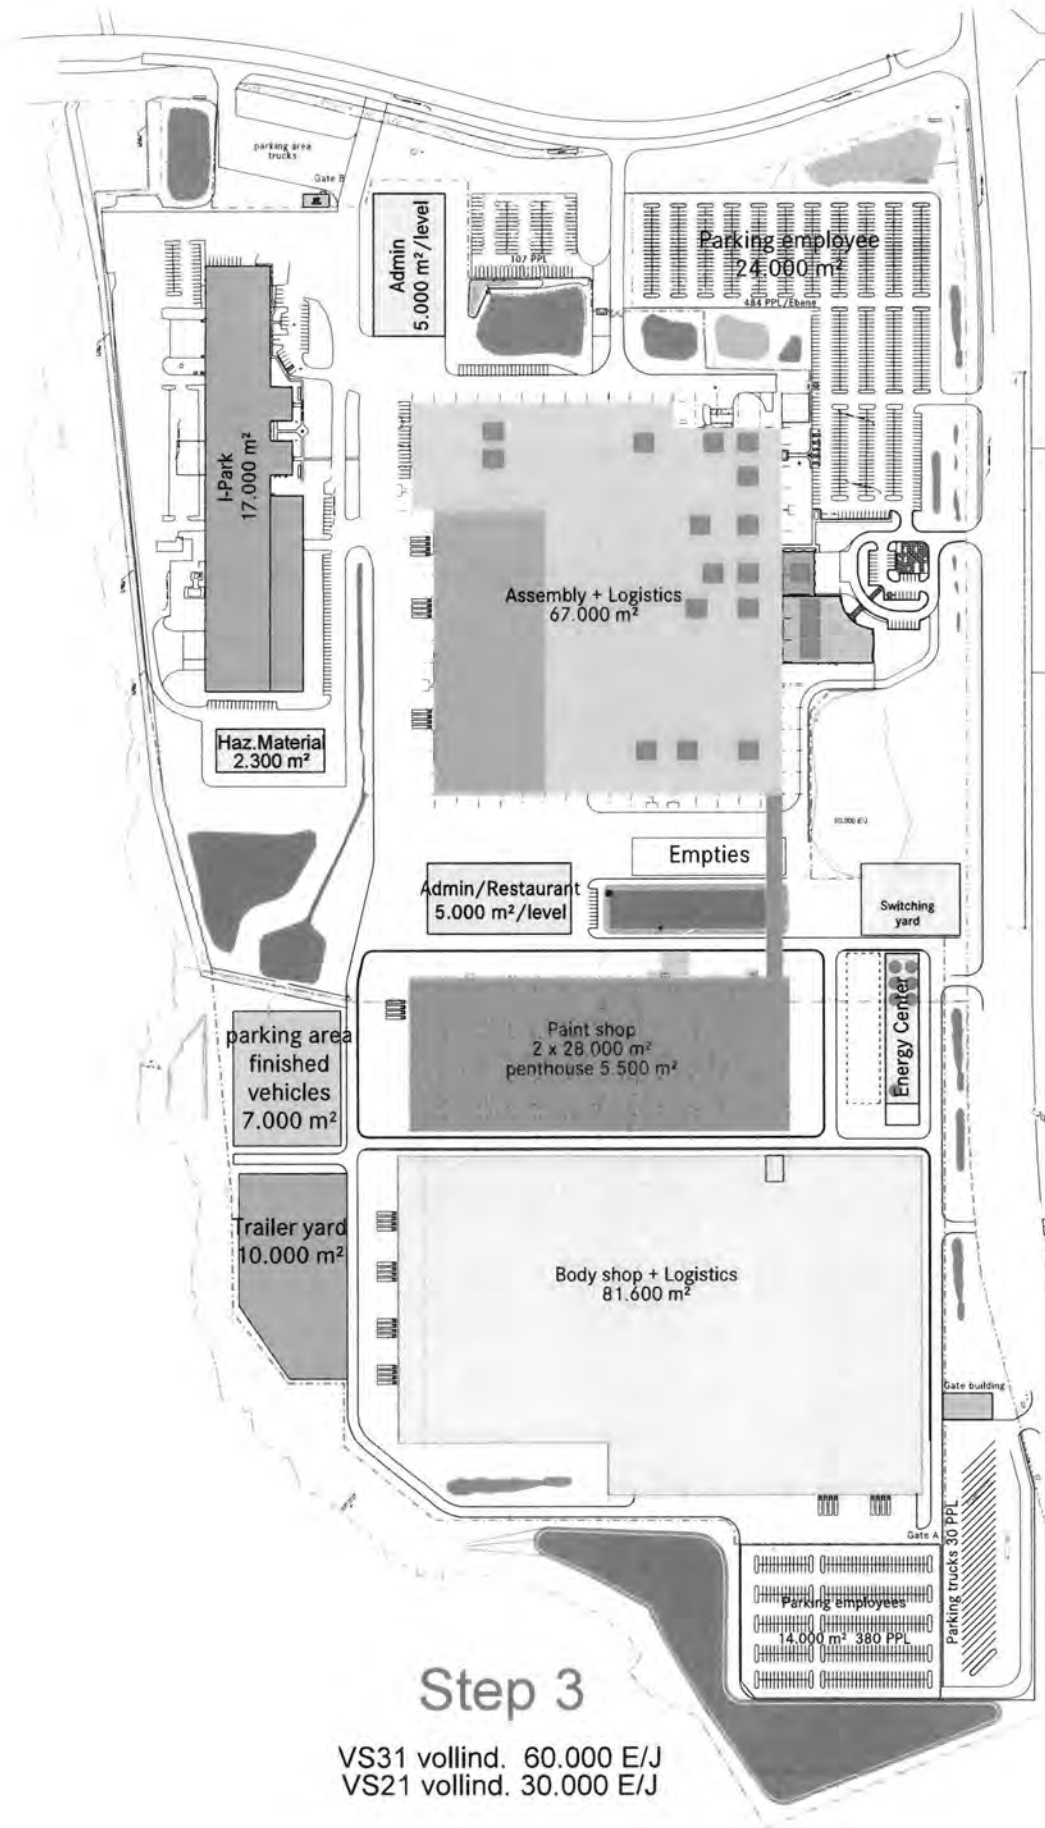 parking area
trucks
Gate B
Admin
5.000 m²/level
107 PPL
Parking employee
24.000 m²
484 PPL/Ebene
I-Park
17.000 m²
Assembly + Logistics
67.000 m²
Haz.Material
2.300 m²
Empties
Admin/Restaurant
5.000 m²/level
Switching
yard
Energy Center
Paint shop
2 x 28.000 m²
penthouse 5.500 m²
parking area
finished
vehicles
7.000 m²
Trailer yard
10.000 m²
Body shop + Logistics
81.600 m²
Gate building
Gate A
Parking trucks 30 PPL
Parking employees
14.000 m² 380 PPL
Step 3
VS31 vollind. 60.000 E/J
VS21 vollind. 30.000 E/J